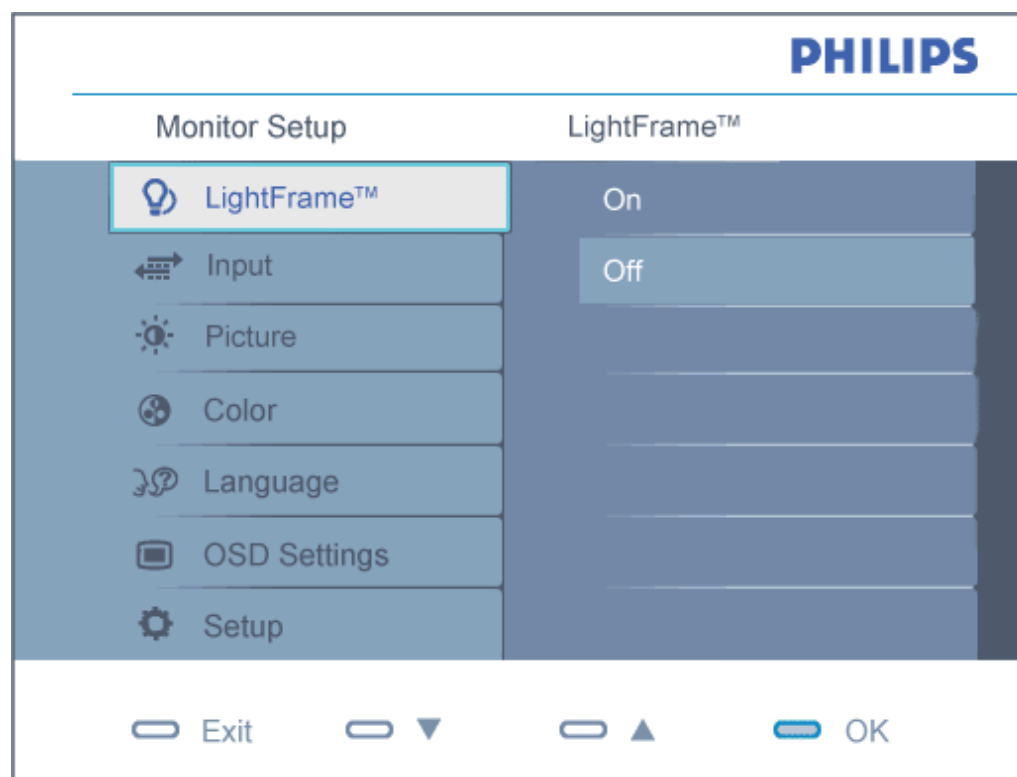 PHILIPS
Monitor Setup
LightFrame™
LightFrame™
On
Input
Off
Picture
Color
Language
OSD Settings
Setup
Exit ▼ ▲ OK